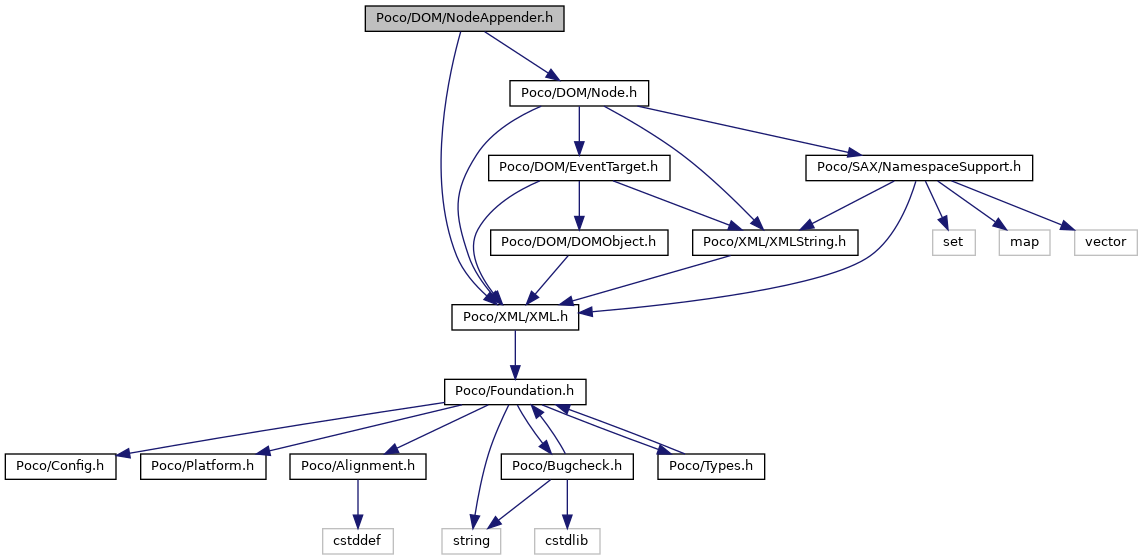 Poco/DOM/NodeAppender.h
Poco/DOM/Node.h
Poco/DOM/EventTarget.h
Poco/SAX/NamespaceSupport.h
Poco/DOM/DOMObject.h
Poco/XML/XMLString.h
set
map
vector
Poco/XML/XML.h
Poco/Foundation.h
Poco/Config.h
Poco/Platform.h
Poco/Alignment.h
Poco/Bugcheck.h
Poco/Types.h
cstddef
string
cstdlib